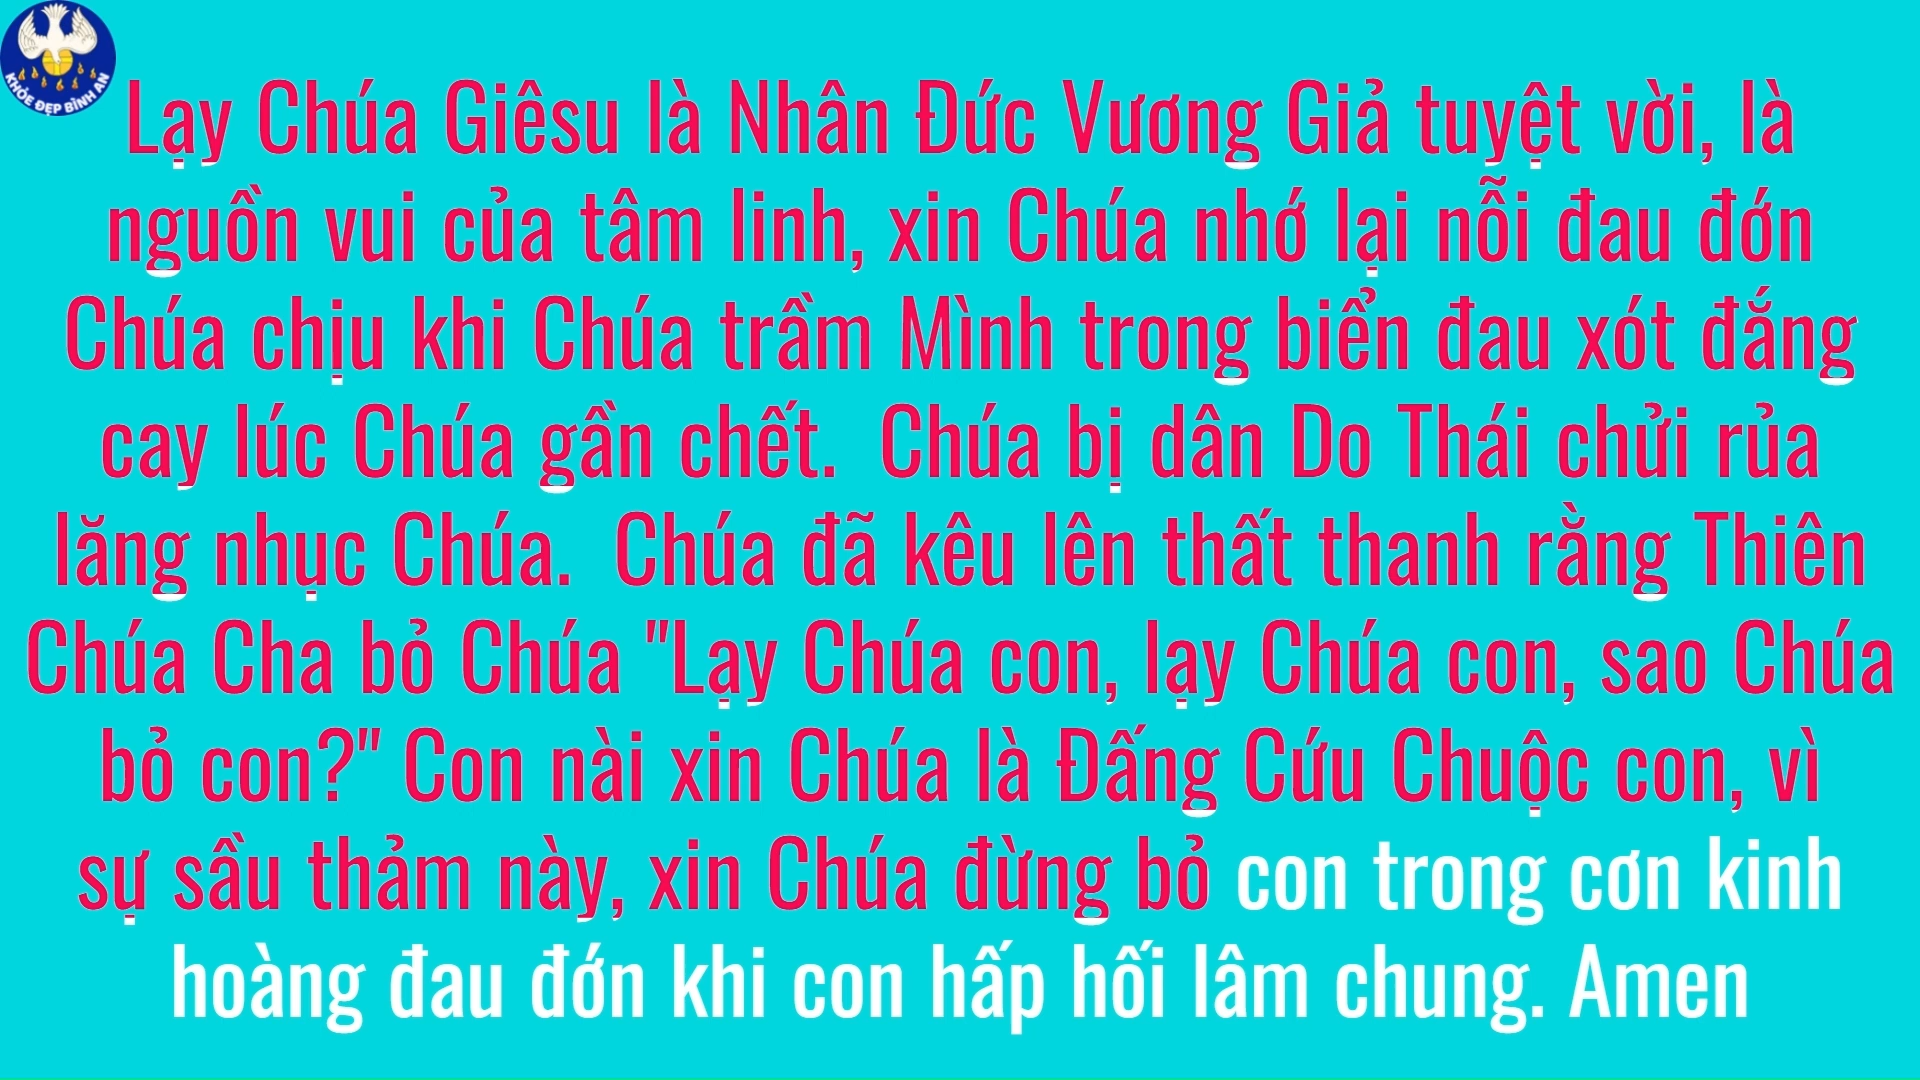 KHỎE ĐẸP BÌNH AN
Lạy Chúa Giêsu là Nhân Đức Vương Giả tuyệt vời, là
nguồn vui của tâm linh, xin Chúa nhớ lại nỗi đau đớn
Chúa chịu khi Chúa trầm Mình trong biển đau xót đắng
cay lúc Chúa gần chết.  Chúa bị dân Do Thái chửi rủa
lăng nhục Chúa.  Chúa đã kêu lên thất thanh rằng Thiên
Chúa Cha bỏ Chúa "Lạy Chúa con, lạy Chúa con, sao Chúa
bỏ con?" Con nài xin Chúa là Đấng Cứu Chuộc con, vì
sự sầu thảm này, xin Chúa đừng bỏ con trong cơn kinh
hoàng đau đớn khi con hấp hối lâm chung. Amen